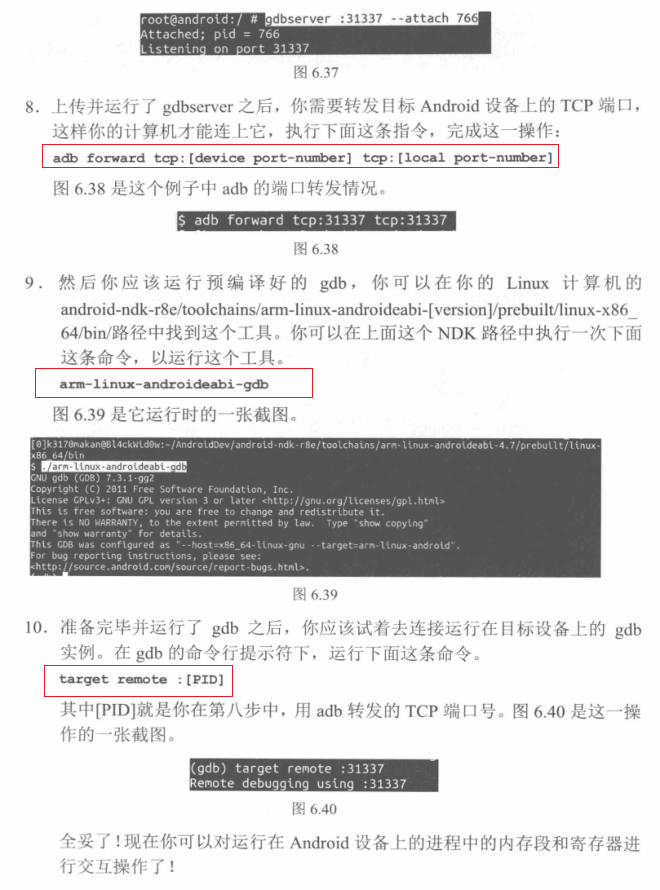 root@android:/ # gdbserver :31337 --attach 766
Attached; pid = 766
Listening on port 31337
图 6.37
8．上传并运行了 gdbserver 之后，你需要转发目标 Android 设备上的 TCP 端口，
这样你的计算机才能连上它，执行下面这条指令，完成这一操作：
adb forward tcp:[device port-number] tcp:[local port-number]
图 6.38 是这个例子中 adb 的端口转发情况。
$ adb forward tcp:31337 tcp:31337
图 6.38
9．然后你应该运行预编译好的 gdb，你可以在你的 Linux 计算机的
android-ndk-r8e/toolchains/arm-linux-androideabi-[version]/prebuilt/linux-x86_
64/bin/路径中找到这个工具。你可以在上面这个 NDK 路径中执行一次下面
这条命令，以运行这个工具。
arm-linux-androideabi-gdb
图 6.39 是它运行时的一张截图。
[0]k3170makan@Bl4ckWid0w:~/AndroidDev/android-ndk-r8e/toolchains/arm-linux-androideabi-4.7/prebuilt/linux-
x86_64/bin
$ ./arm-linux-androideabi-gdb
GNU gdb (GDB) 7.3.1-gg2
Copyright (C) 2011 Free Software Foundation, Inc.
License GPLv3+: GNU GPL version 3 or later <http://gnu.org/licenses/gpl.html>
This is free software: you are free to change and redistribute it.
There is NO WARRANTY, to the extent permitted by law.  Type "show copying"
and "show warranty" for details.
This GDB was configured as "--host=x86_64-linux-gnu --target=arm-linux-android".
For bug reporting instructions, please see:
<http://source.android.com/source/report-bugs.html>.
图 6.39
10．准备完毕并运行了 gdb 之后，你应该试着去连接运行在目标设备上的 gdb
实例。在 gdb 的命令行提示符下，运行下面这条命令。
target remote :[PID]
其中[PID]就是你在第八步中，用 adb 转发的 TCP 端口号。图 6.40 是这一操
作的一张截图。
(gdb) target remote :31337
Remote debugging using :31337
图 6.40
全妥了！现在你可以对运行在 Android 设备上的进程中的内存段和寄存器进
行交互操作了！